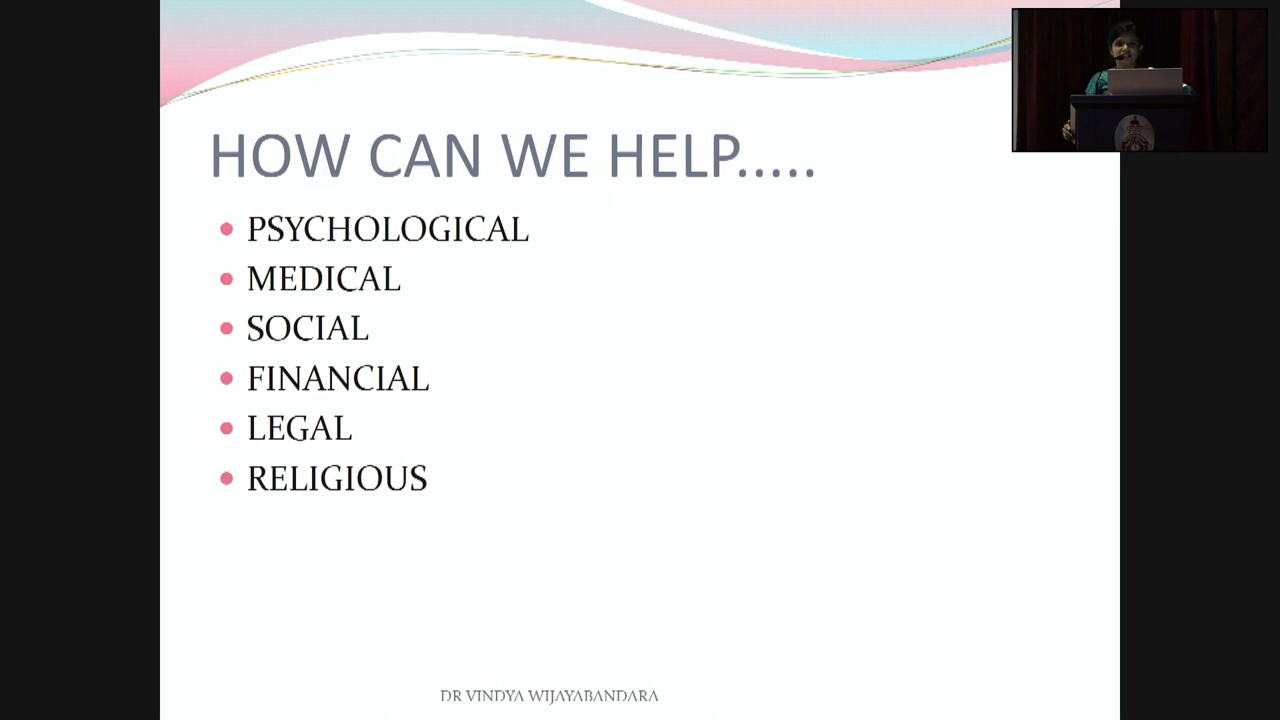 HOW CAN WE HELP.....
PSYCHOLOGICAL
MEDICAL
SOCIAL
FINANCIAL
LEGAL
RELIGIOUS
DR VINDYA WIJAYABANDARA